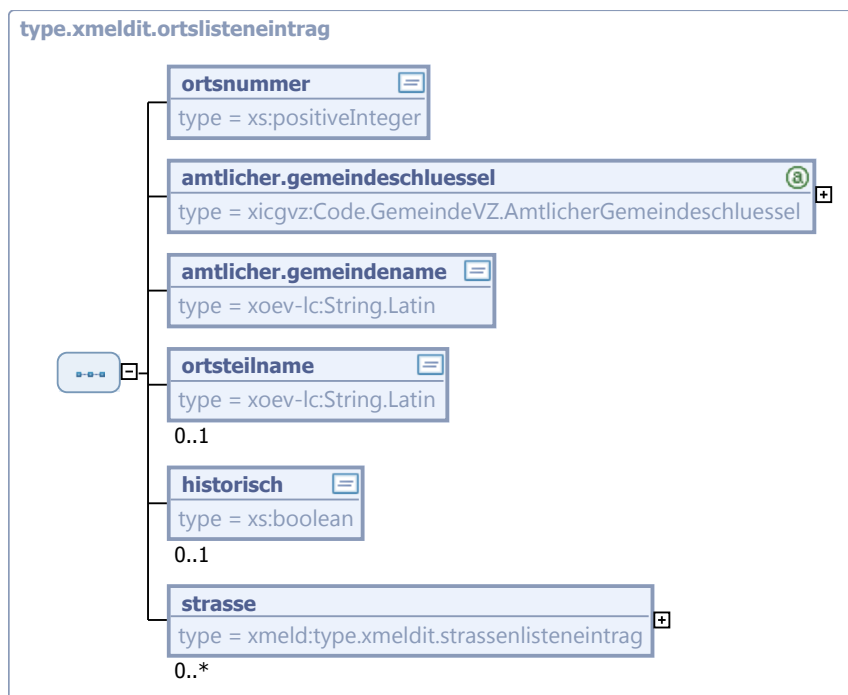 type.xmeldit.ortslisteneintrag
ortsnummer
type = xs:positiveInteger
amtlicher.gemeindeschluessel
type = xicgvz:Code.GemeindeVZ.AmtlicherGemeindeschluessel
amtlicher.gemeindename
type = xoev-lc:String.Latin
ortsteilname
type = xoev-lc:String.Latin
0..1
historisch
type = xs:boolean
0..1
strasse
type = xmeld:type.xmeldit.strassenlisteneintrag
0..*